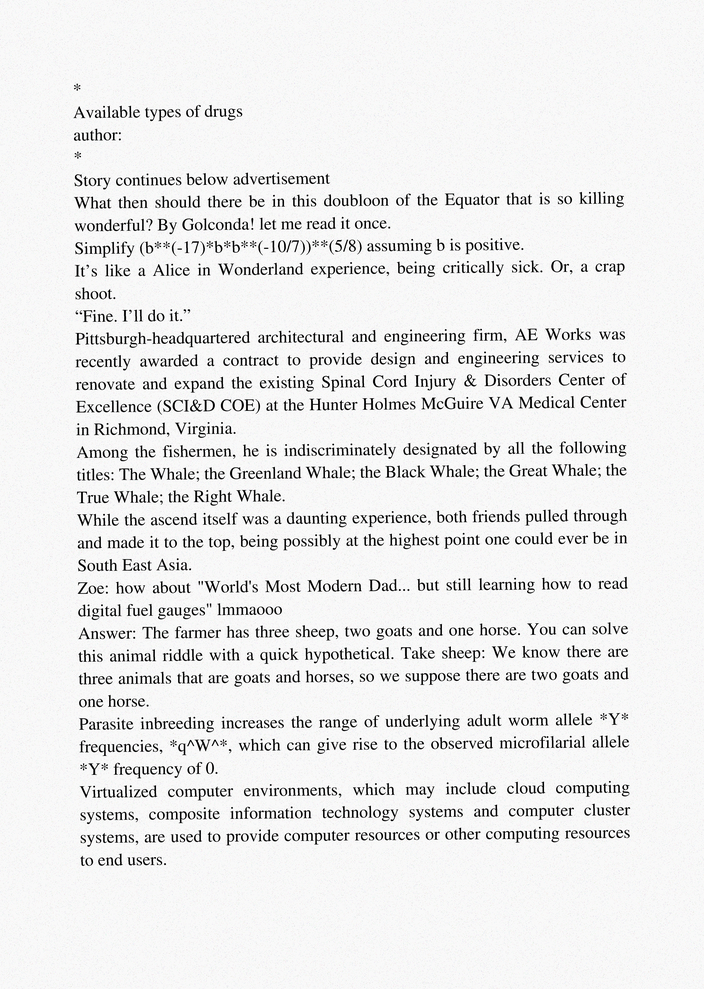 *
Available types of drugs
author:
*
Story continues below advertisement
What then should there be in this doubloon of the Equator that is so killing
wonderful? By Golconda! let me read it once.
Simplify (b**(-17)*b*b**(-10/7))**(5/8) assuming b is positive.
It's like a Alice in Wonderland experience, being critically sick. Or, a crap
shoot.
“Fine. I'll do it.”
Pittsburgh-headquartered architectural and engineering firm, AE Works was
recently awarded a contract to provide design and engineering services to
renovate and expand the existing Spinal Cord Injury & Disorders Center of
Excellence (SCI&D COE) at the Hunter Holmes McGuire VA Medical Center
in Richmond, Virginia.
Among the fishermen, he is indiscriminately designated by all the following
titles: The Whale; the Greenland Whale; the Black Whale; the Great Whale; the
True Whale; the Right Whale.
While the ascend itself was a daunting experience, both friends pulled through
and made it to the top, being possibly at the highest point one could ever be in
South East Asia.
Zoe: how about "World's Most Modern Dad... but still learning how to read
digital fuel gauges" lmmaooo
Answer: The farmer has three sheep, two goats and one horse. You can solve
this animal riddle with a quick hypothetical. Take sheep: We know there are
three animals that are goats and horses, so we suppose there are two goats and
one horse.
Parasite inbreeding increases the range of underlying adult worm allele *Y*
frequencies, *q^W^*, which can give rise to the observed microfilarial allele
*Y* frequency of 0.
Virtualized computer environments, which may include cloud computing
systems, composite information technology systems and computer cluster
systems, are used to provide computer resources or other computing resources
to end users.